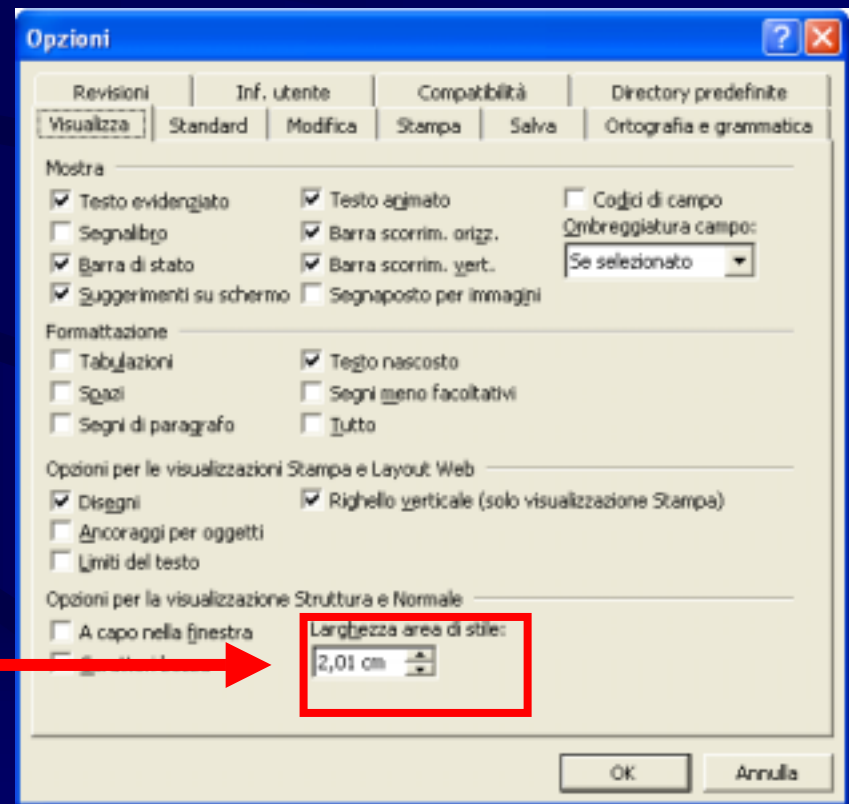 Opzioni
Revisioni Inf. utente Compatibilità Directory predefinite
Visualizza Standard Modifica Stampa Salva Ortografia e grammatica
Mostra
Testo evidenziato Testo animato Codici di campo
Segnalibro Barra scorrim. orizz. Ombreggiatura campo:
Barra di stato Barra scorrim. vert. Se selezionato
Suggerimenti su schermo Segnaposto per immagini
Formattazione
Tabulazioni Testo nascosto
Spazi Segni meno facoltativi
Segni di paragrafo Tutto
Opzioni per le visualizzazioni Stampa e Layout Web
Disegni Righello verticale (solo visualizzazione Stampa)
Ancoraggi per oggetti
Limiti del testo
Opzioni per la visualizzazione Struttura e Normale
A capo nella finestra Larghezza area di stile:
2,01 cm
OK Annulla